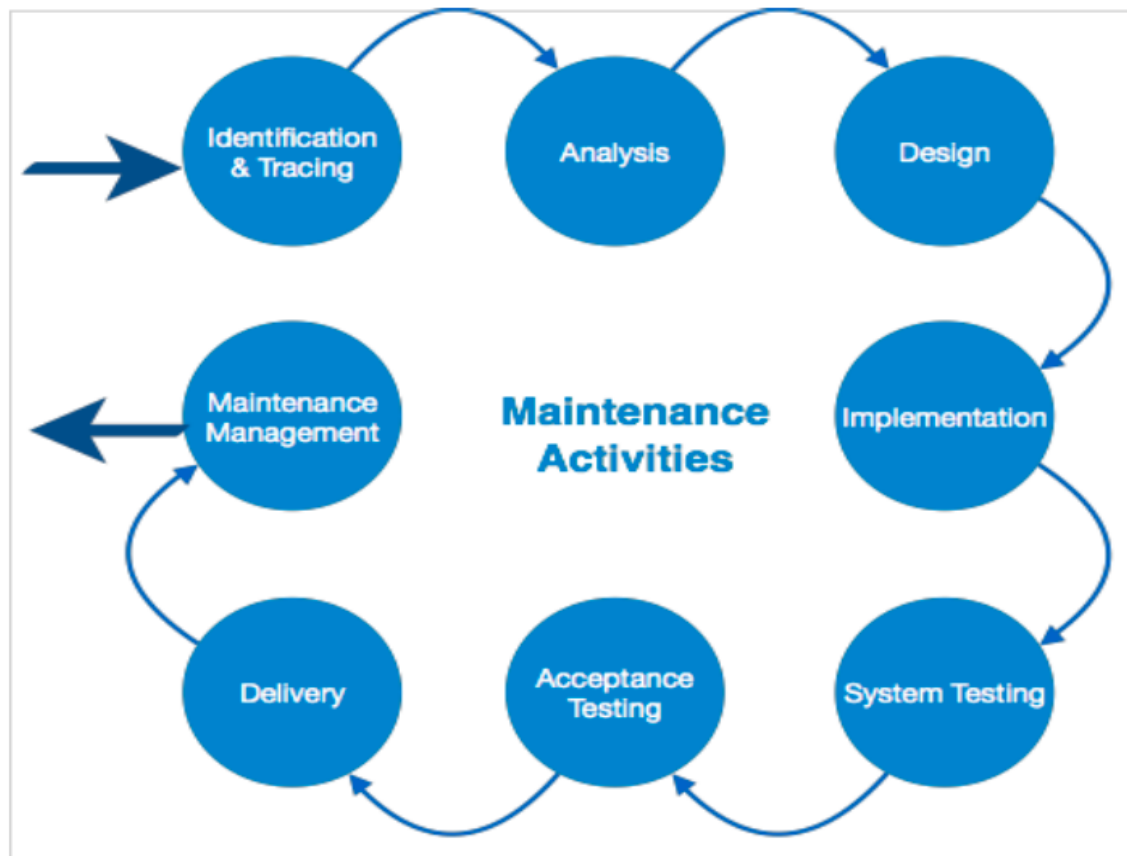 Identification
& Tracing
Analysis
Design
Maintenance
Management
Maintenance
Activities
Implementation
Delivery
Acceptance
Testing
System Testing